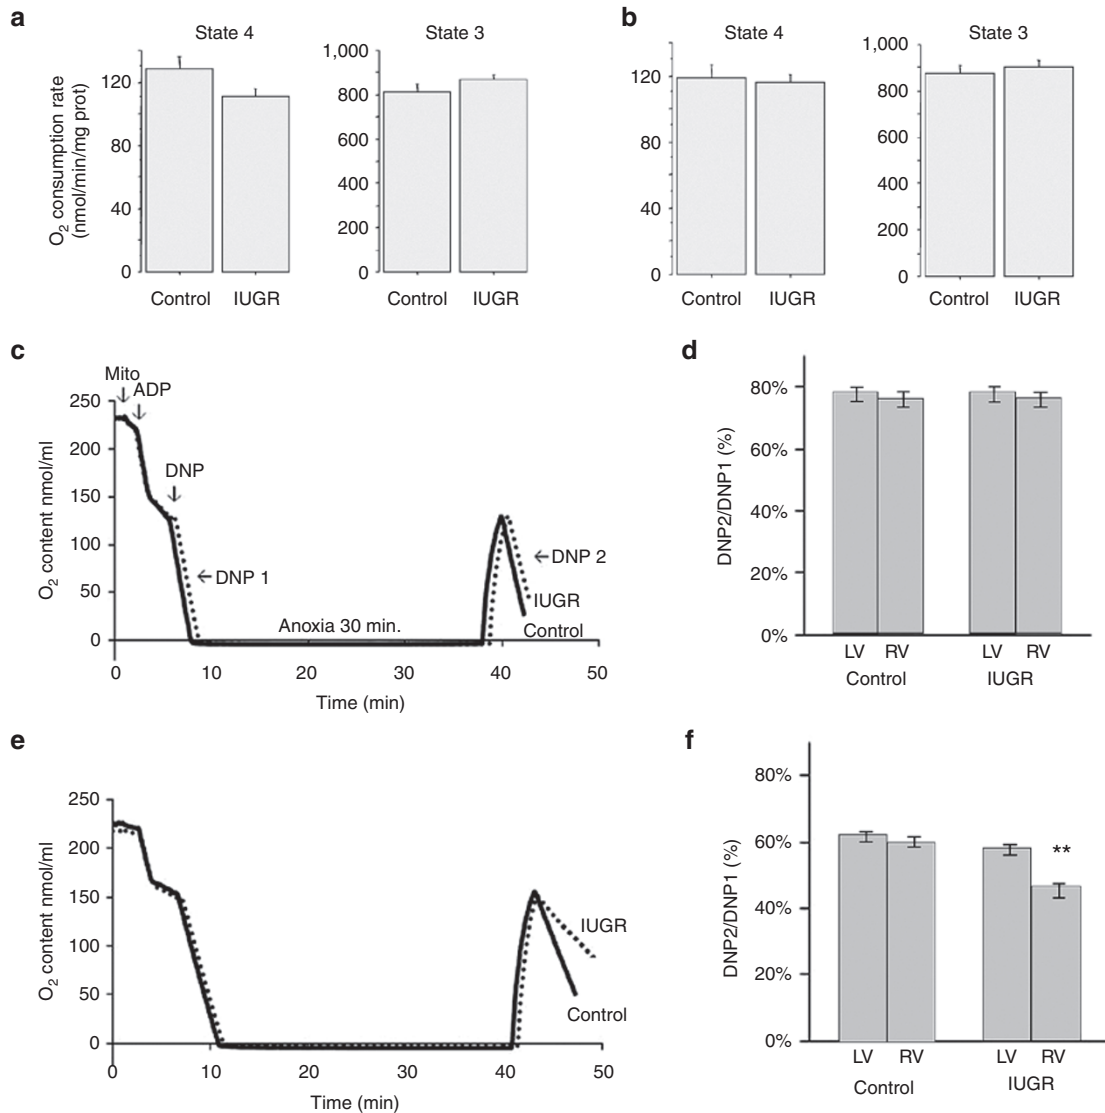 a
State 4
State 3
O₂ consumption rate
(nmol/min/mg prot)
120
80
40
0
Control
IUGR
1,000
800
600
400
200
0
Control
IUGR
b
State 4
State 3
120
80
40
0
Control
IUGR
1,000
800
600
400
200
0
Control
IUGR
c
O₂ content nmol/ml
250
200
150
100
50
0
Mito
ADP
DNP
DNP 1
Anoxia 30 min.
DNP 2
IUGR
Control
0 10 20 30 40 50
Time (min)
d
DNP2/DNP1 (%)
80%
60%
40%
20%
0%
LV RV LV RV
Control IUGR
e
O₂ content nmol/ml
250
200
150
100
50
0
IUGR
Control
0 10 20 30 40 50
Time (min)
f
DNP2/DNP1 (%)
80%
60%
40%
20%
0%
**
LV RV LV RV
Control IUGR